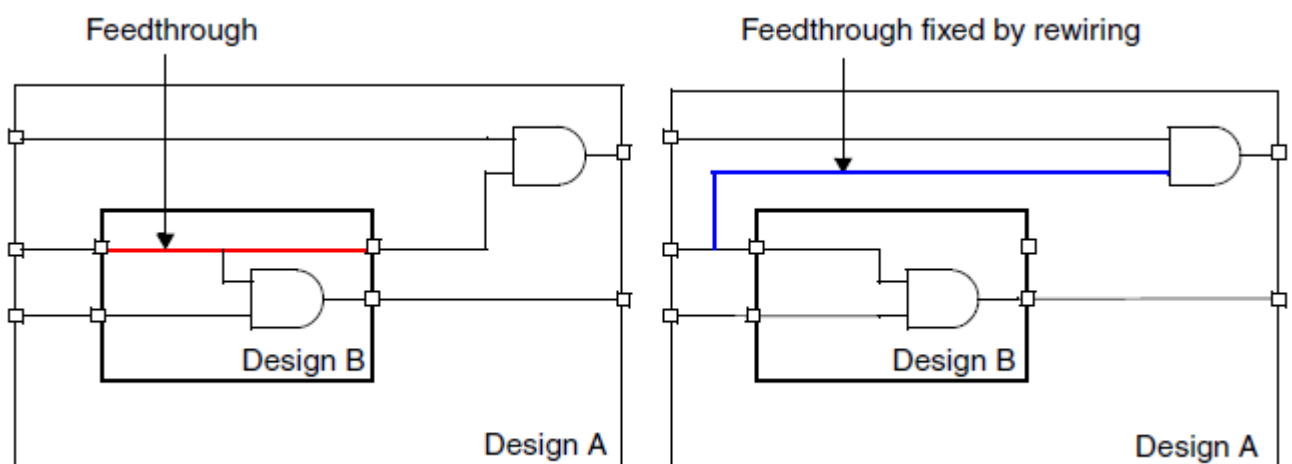 Feedthrough
Feedthrough fixed by rewiring
Design B
Design A
Design B
Design A